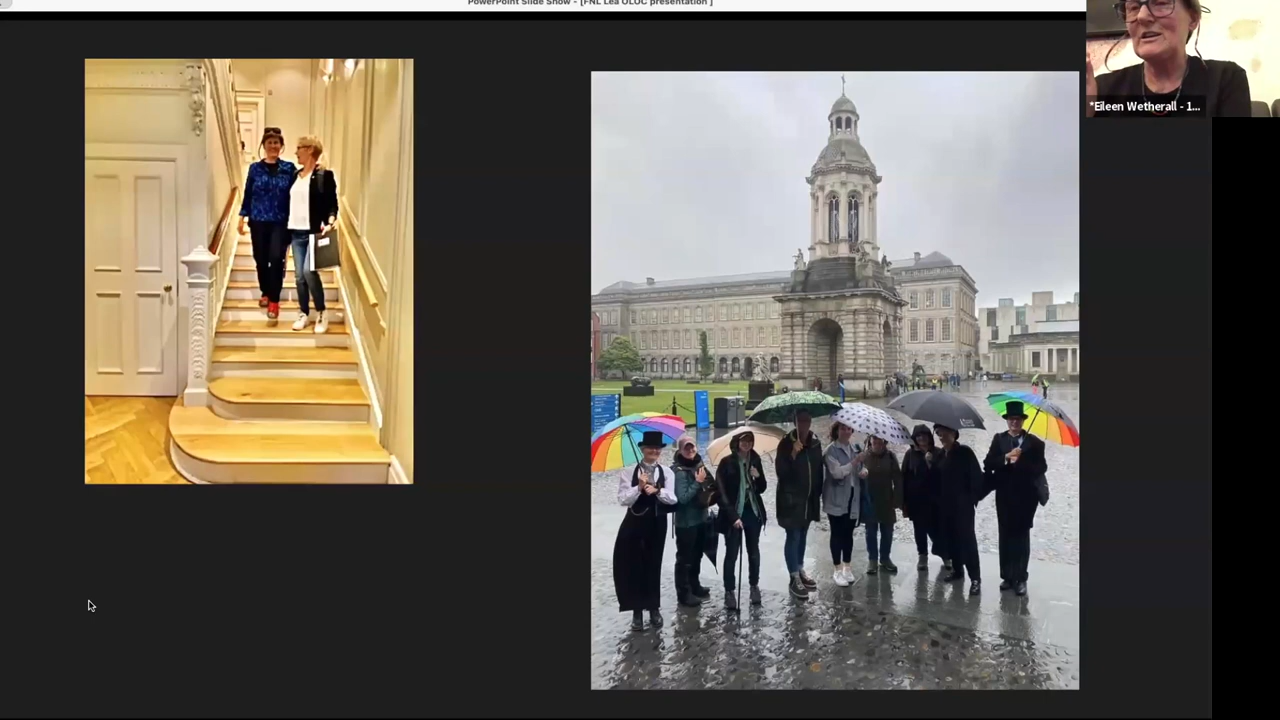 PowerPoint Slide Show - [FNL Lea OLOC presentation ]
*Eileen Wetherall - 1...